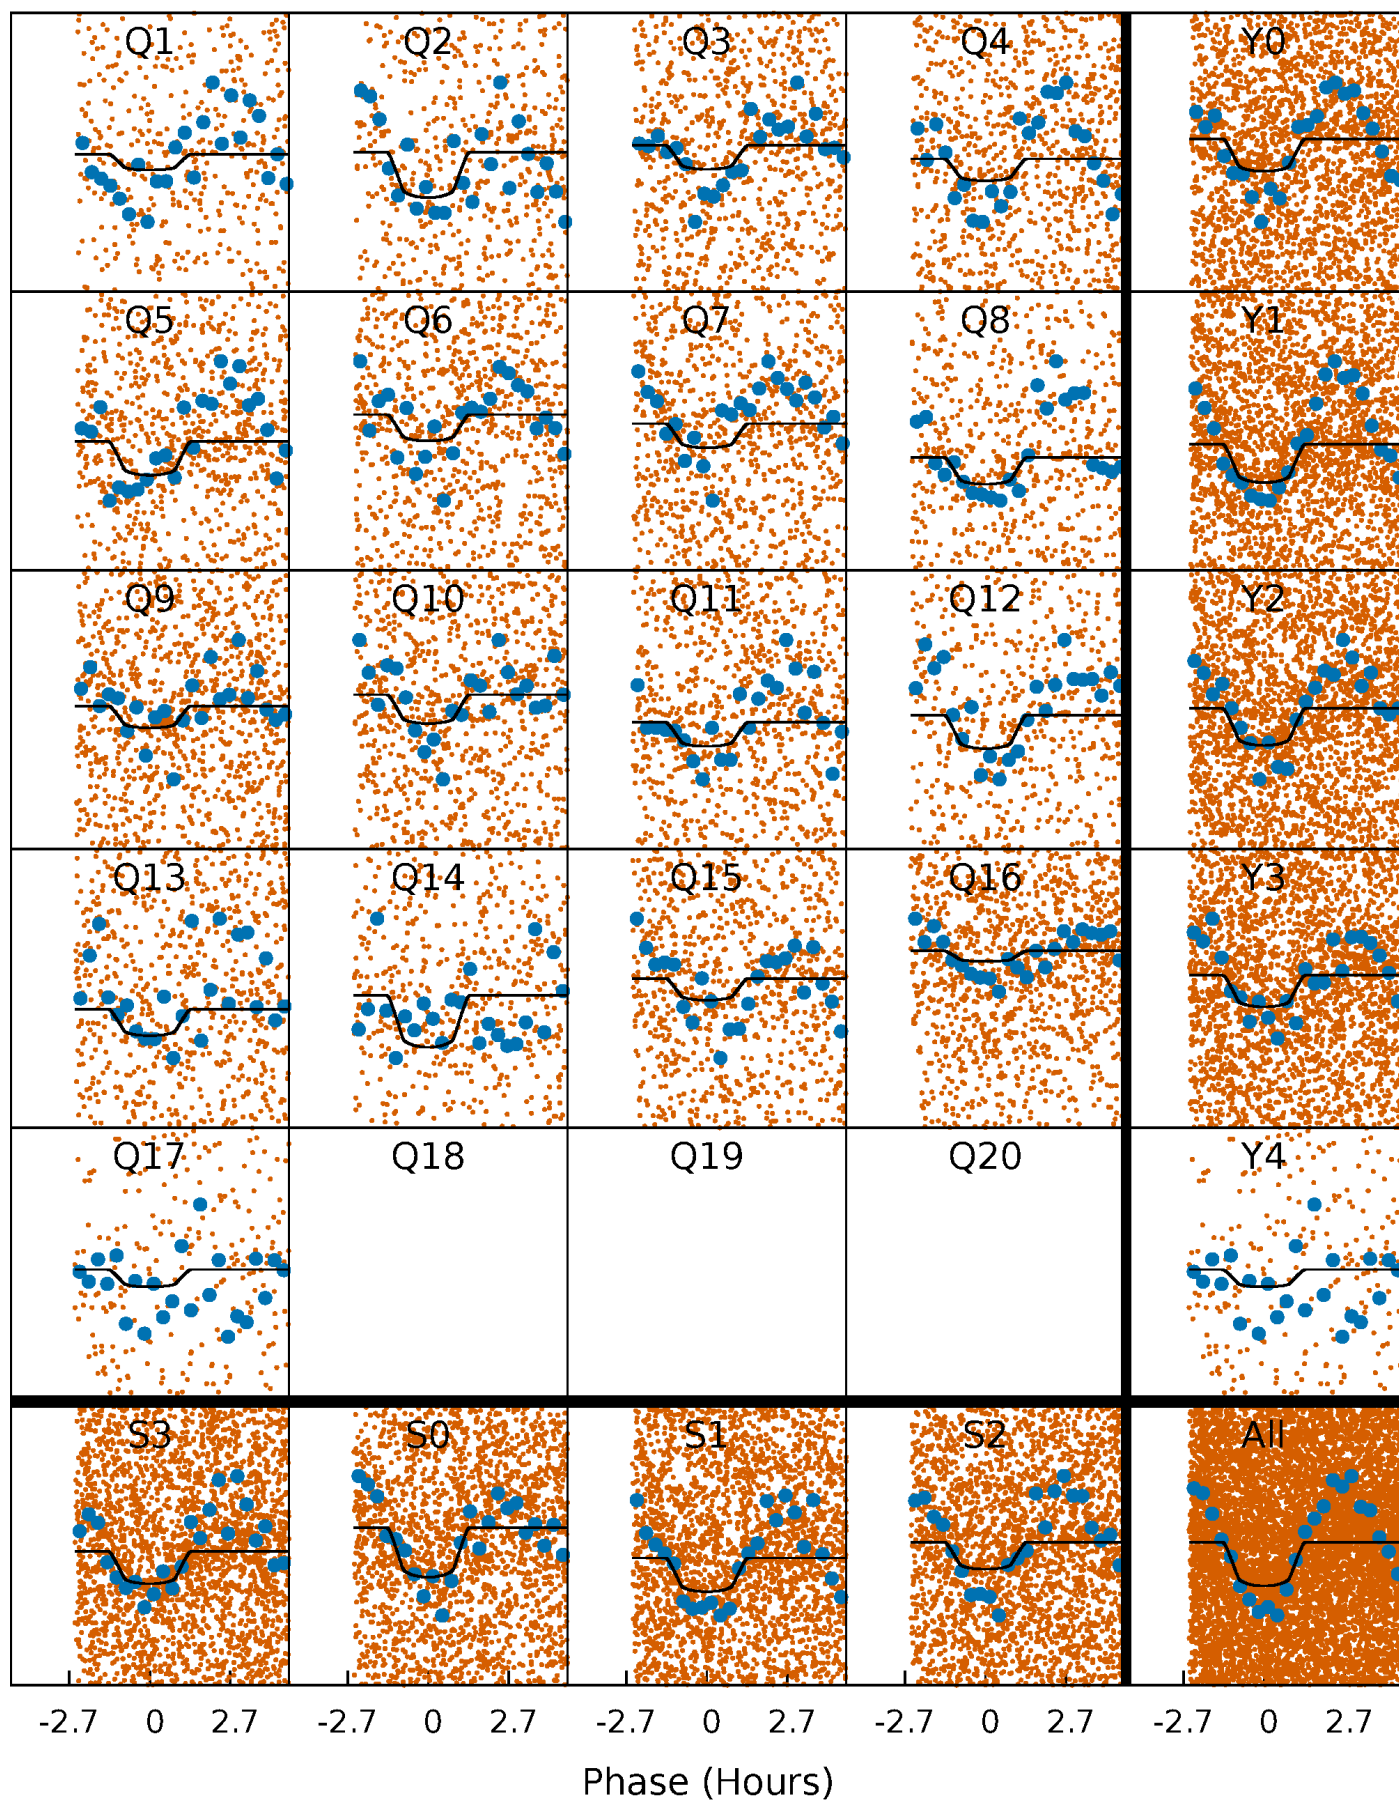 Q1 Q2 Q3 Q4 Y0
Q5 Q6 Q7 Q8 Y1
Q9 Q10 Q11 Q12 Y2
Q13 Q14 Q15 Q16 Y3
Q17 Q18 Q19 Q20 Y4
S3 S0 S1 S2 All
-2.7 0 2.7 -2.7 0 2.7 -2.7 0 2.7 -2.7 0 2.7 -2.7 0 2.7
Phase (Hours)